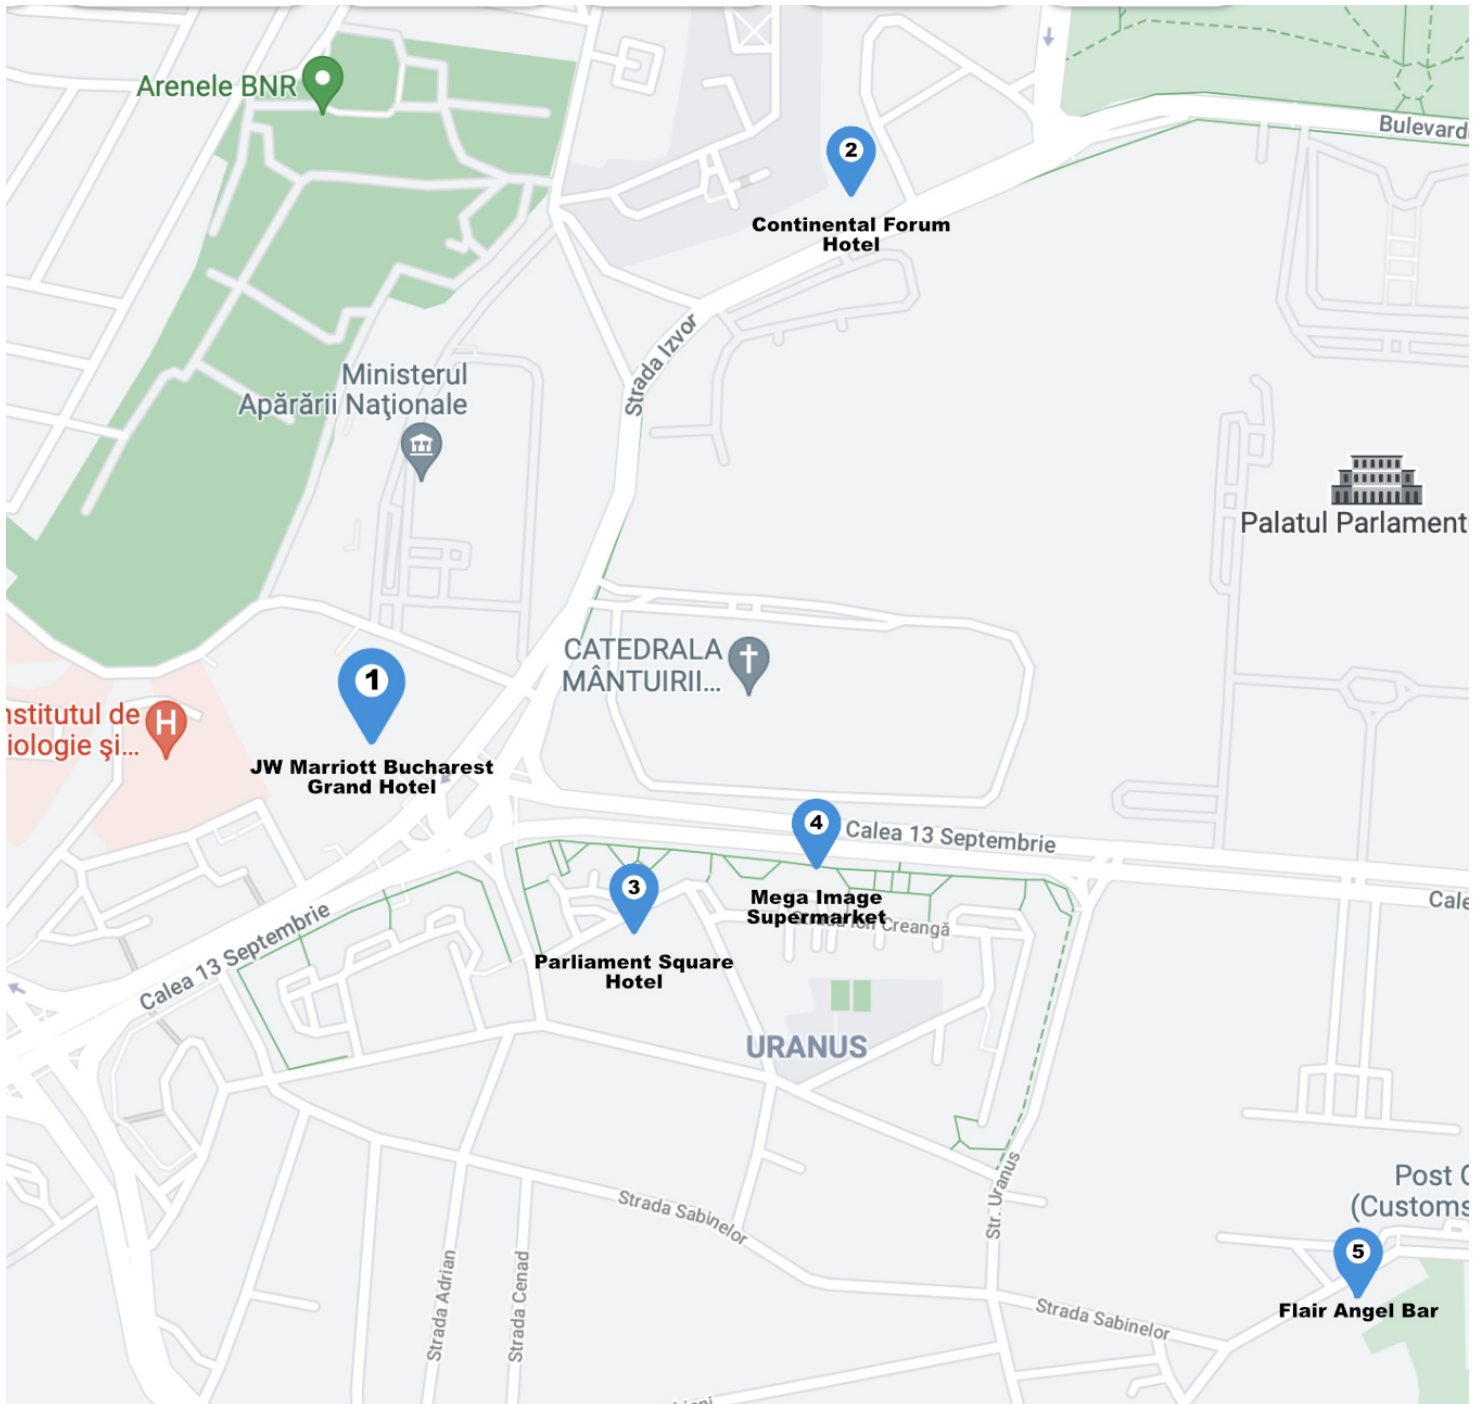 Arenele BNR
Bulevard
2
Continental Forum
Hotel
Strada Izvor
Ministerul
Apărării Naţionale
Palatul Parlament
CATEDRALA
MÂNTUIRII...
1
JW Marriott Bucharest
Grand Hotel
nstitutul de
iologie şi...
H
4
Calea 13 Septembrie
Mega Image
Supermarket
Ion Creangă
3
Parliament Square
Hotel
Cale
Calea 13 Septembrie
URANUS
Str. Uranus
Post
(Customs
Strada Sabinelor
Strada Adrian
Strada Cenad
5
Flair Angel Bar
Strada Sabinelor